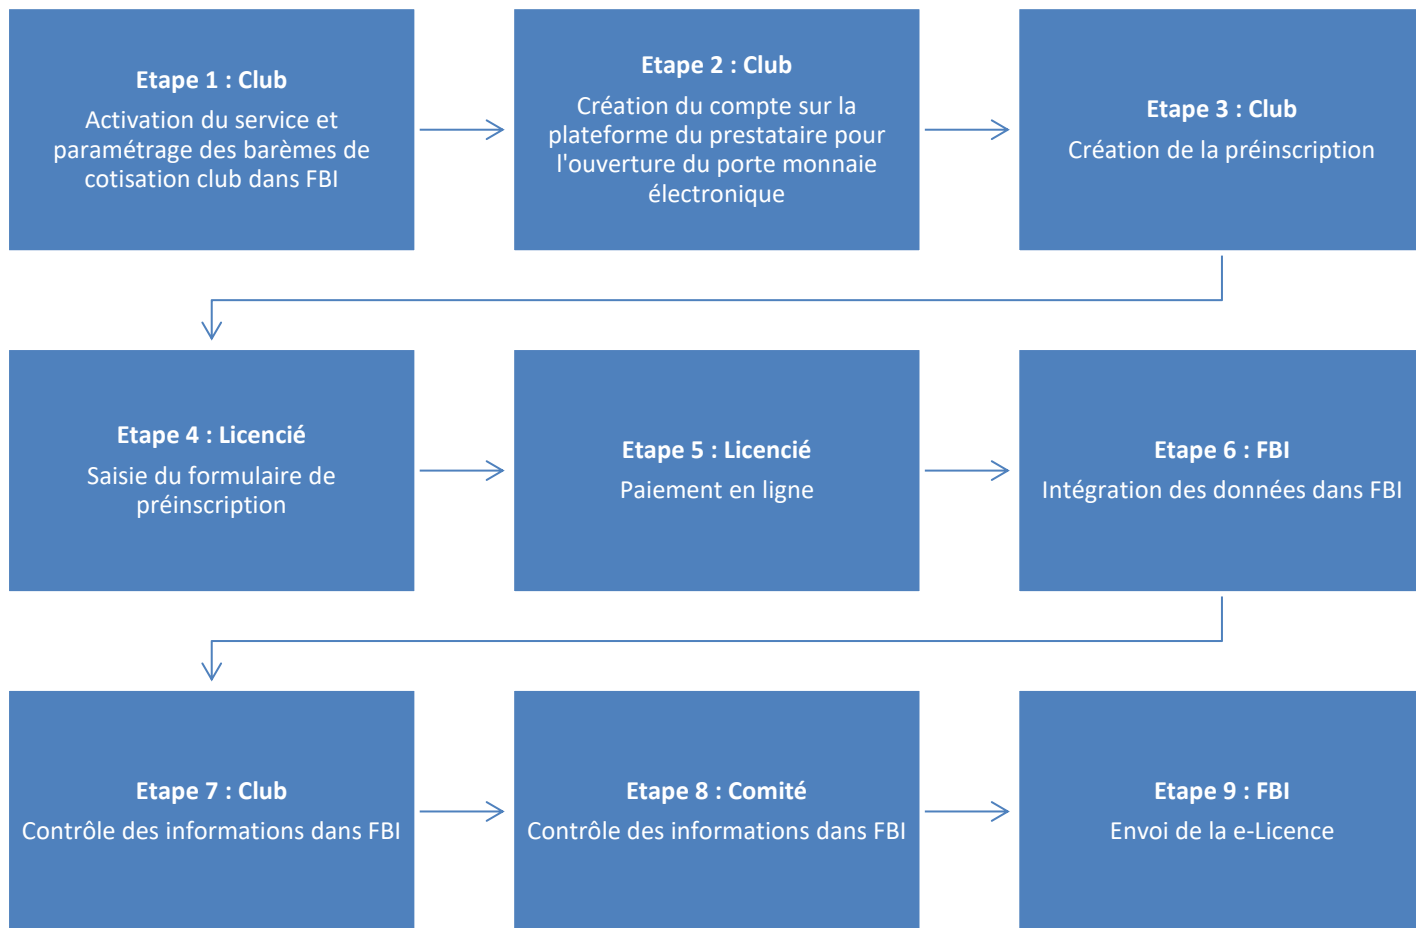 Etape 1 : Club
Activation du service et
paramétrage des barèmes de
cotisation club dans FBI
Etape 2 : Club
Création du compte sur la
plateforme du prestataire pour
l'ouverture du porte monnaie
électronique
Etape 3 : Club
Création de la préinscription
Etape 4 : Licencié
Saisie du formulaire de
préinscription
Etape 5 : Licencié
Paiement en ligne
Etape 6 : FBI
Intégration des données dans FBI
Etape 7 : Club
Contrôle des informations dans FBI
Etape 8 : Comité
Contrôle des informations dans FBI
Etape 9 : FBI
Envoi de la e-Licence